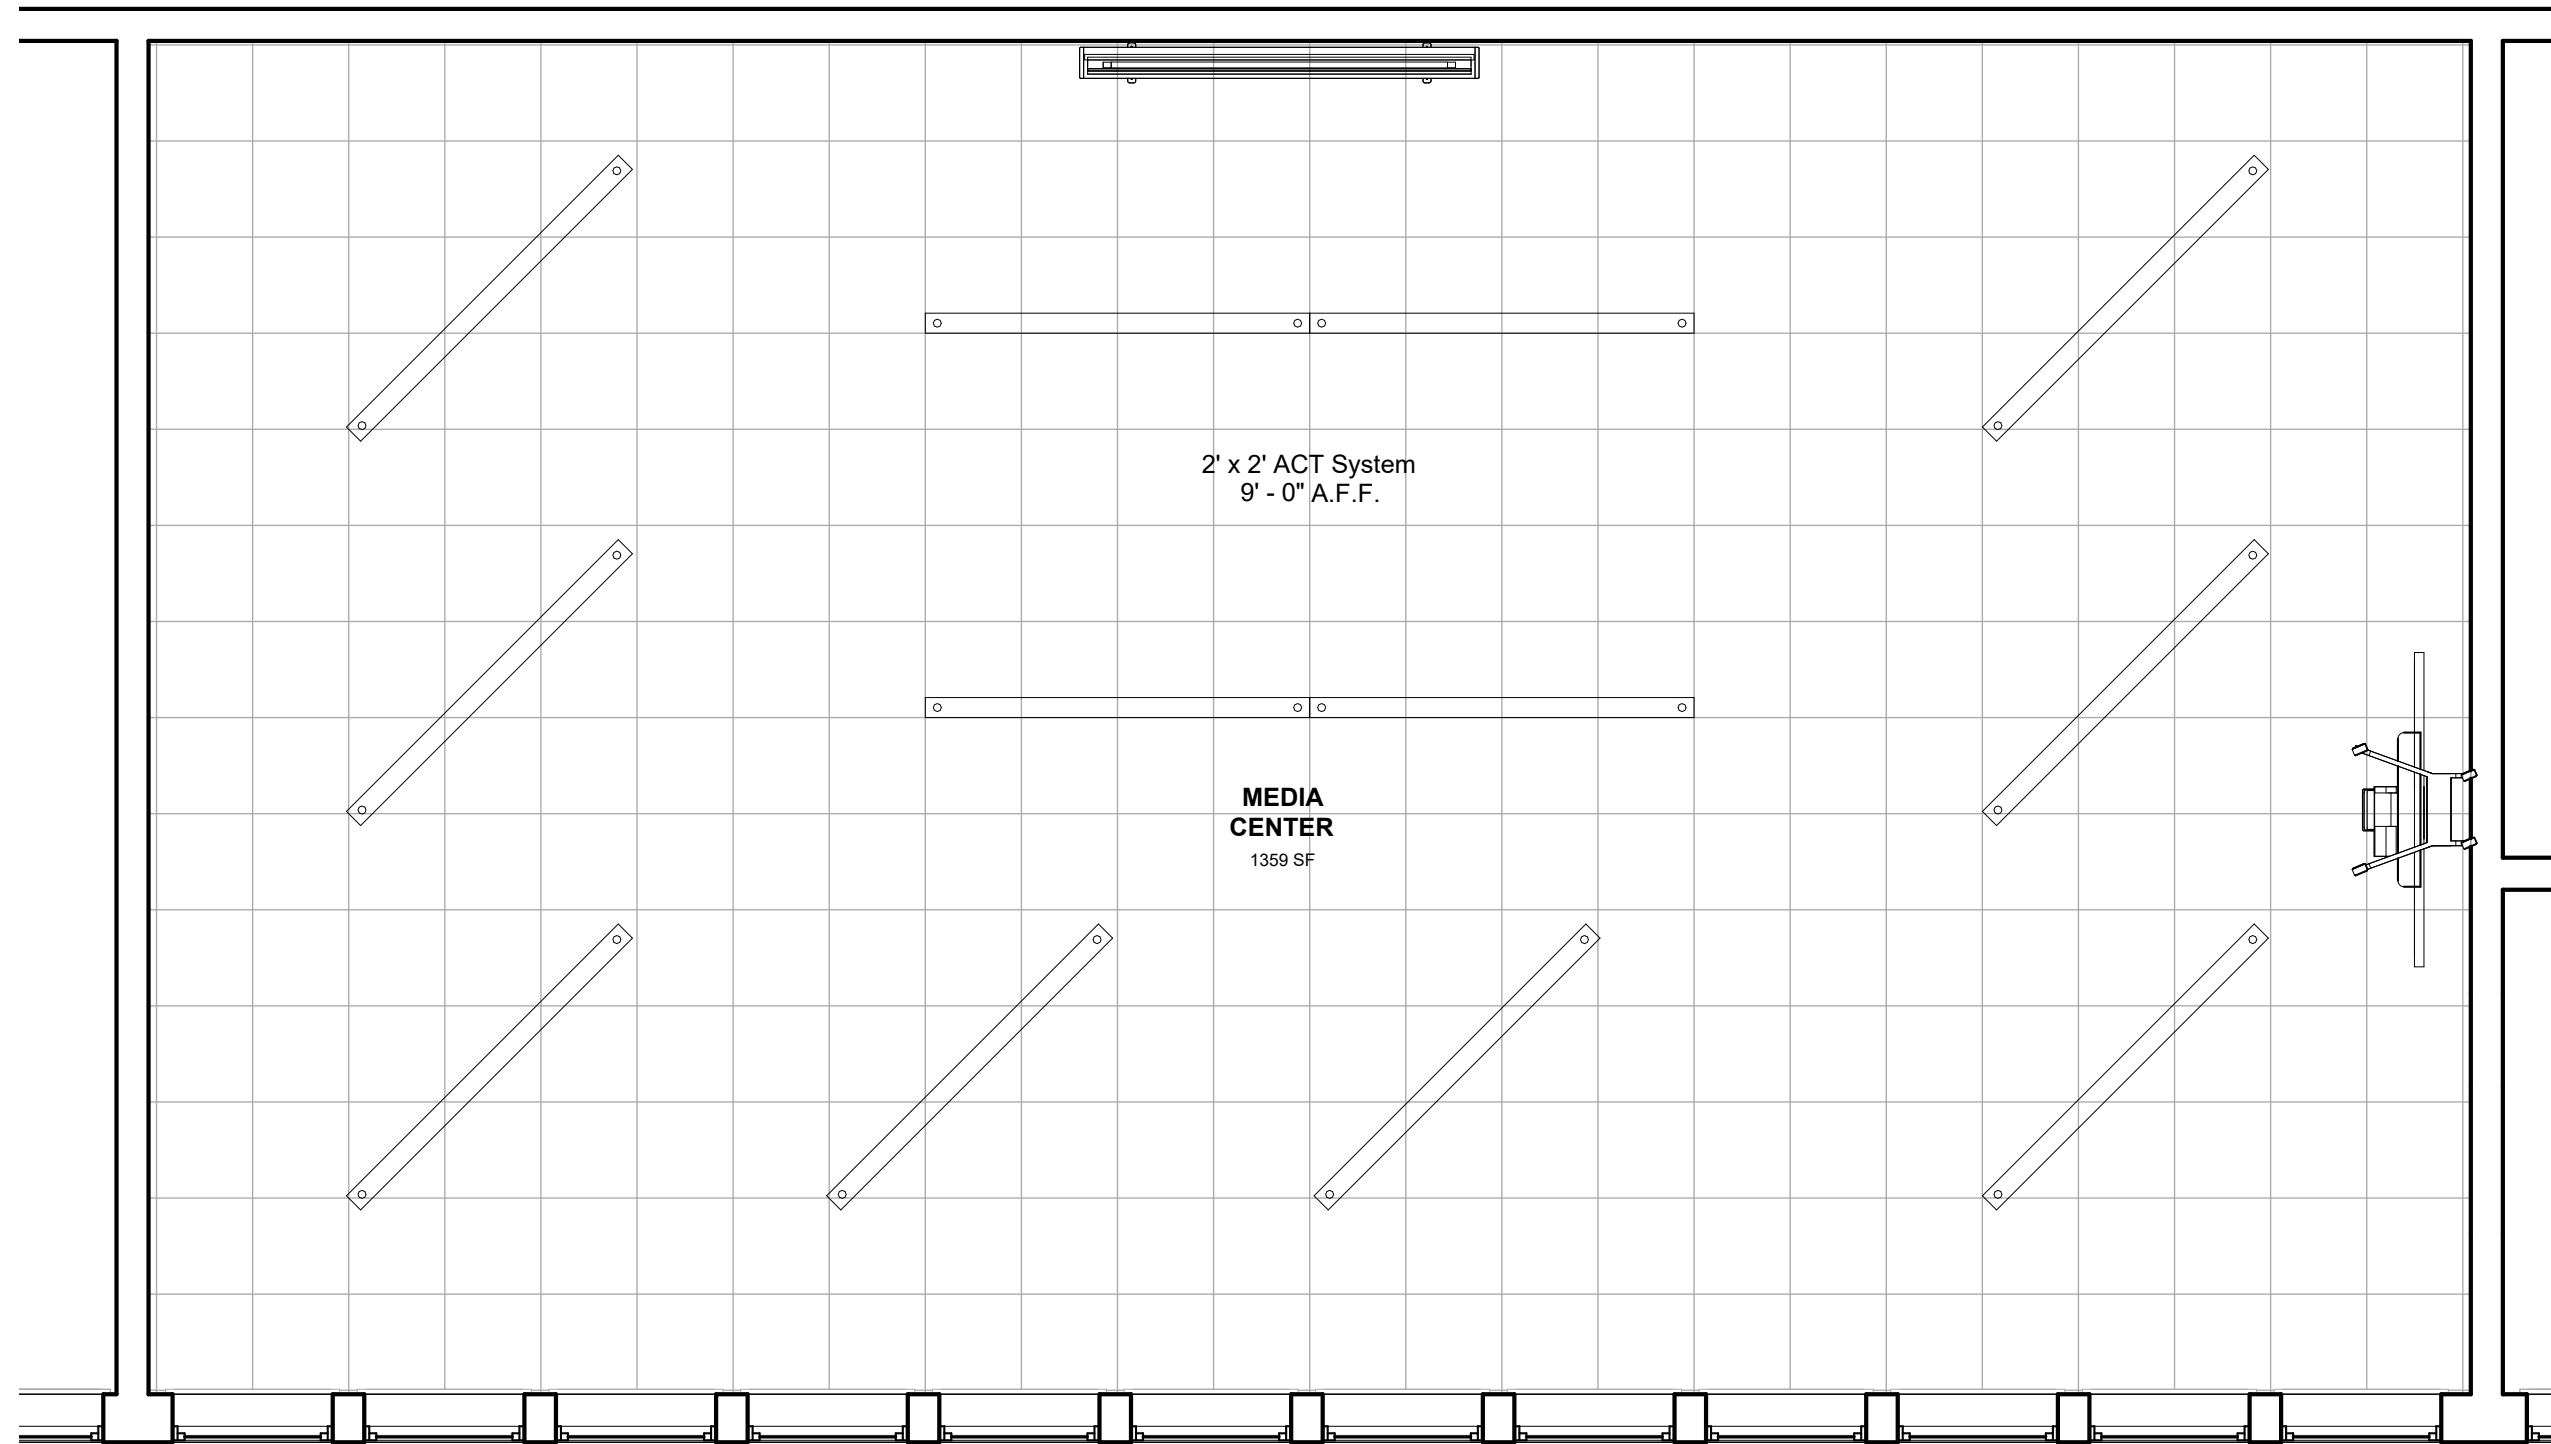 2' x 2' ACT System
9' - 0" A.F.F.
MEDIA
CENTER
1359 SF